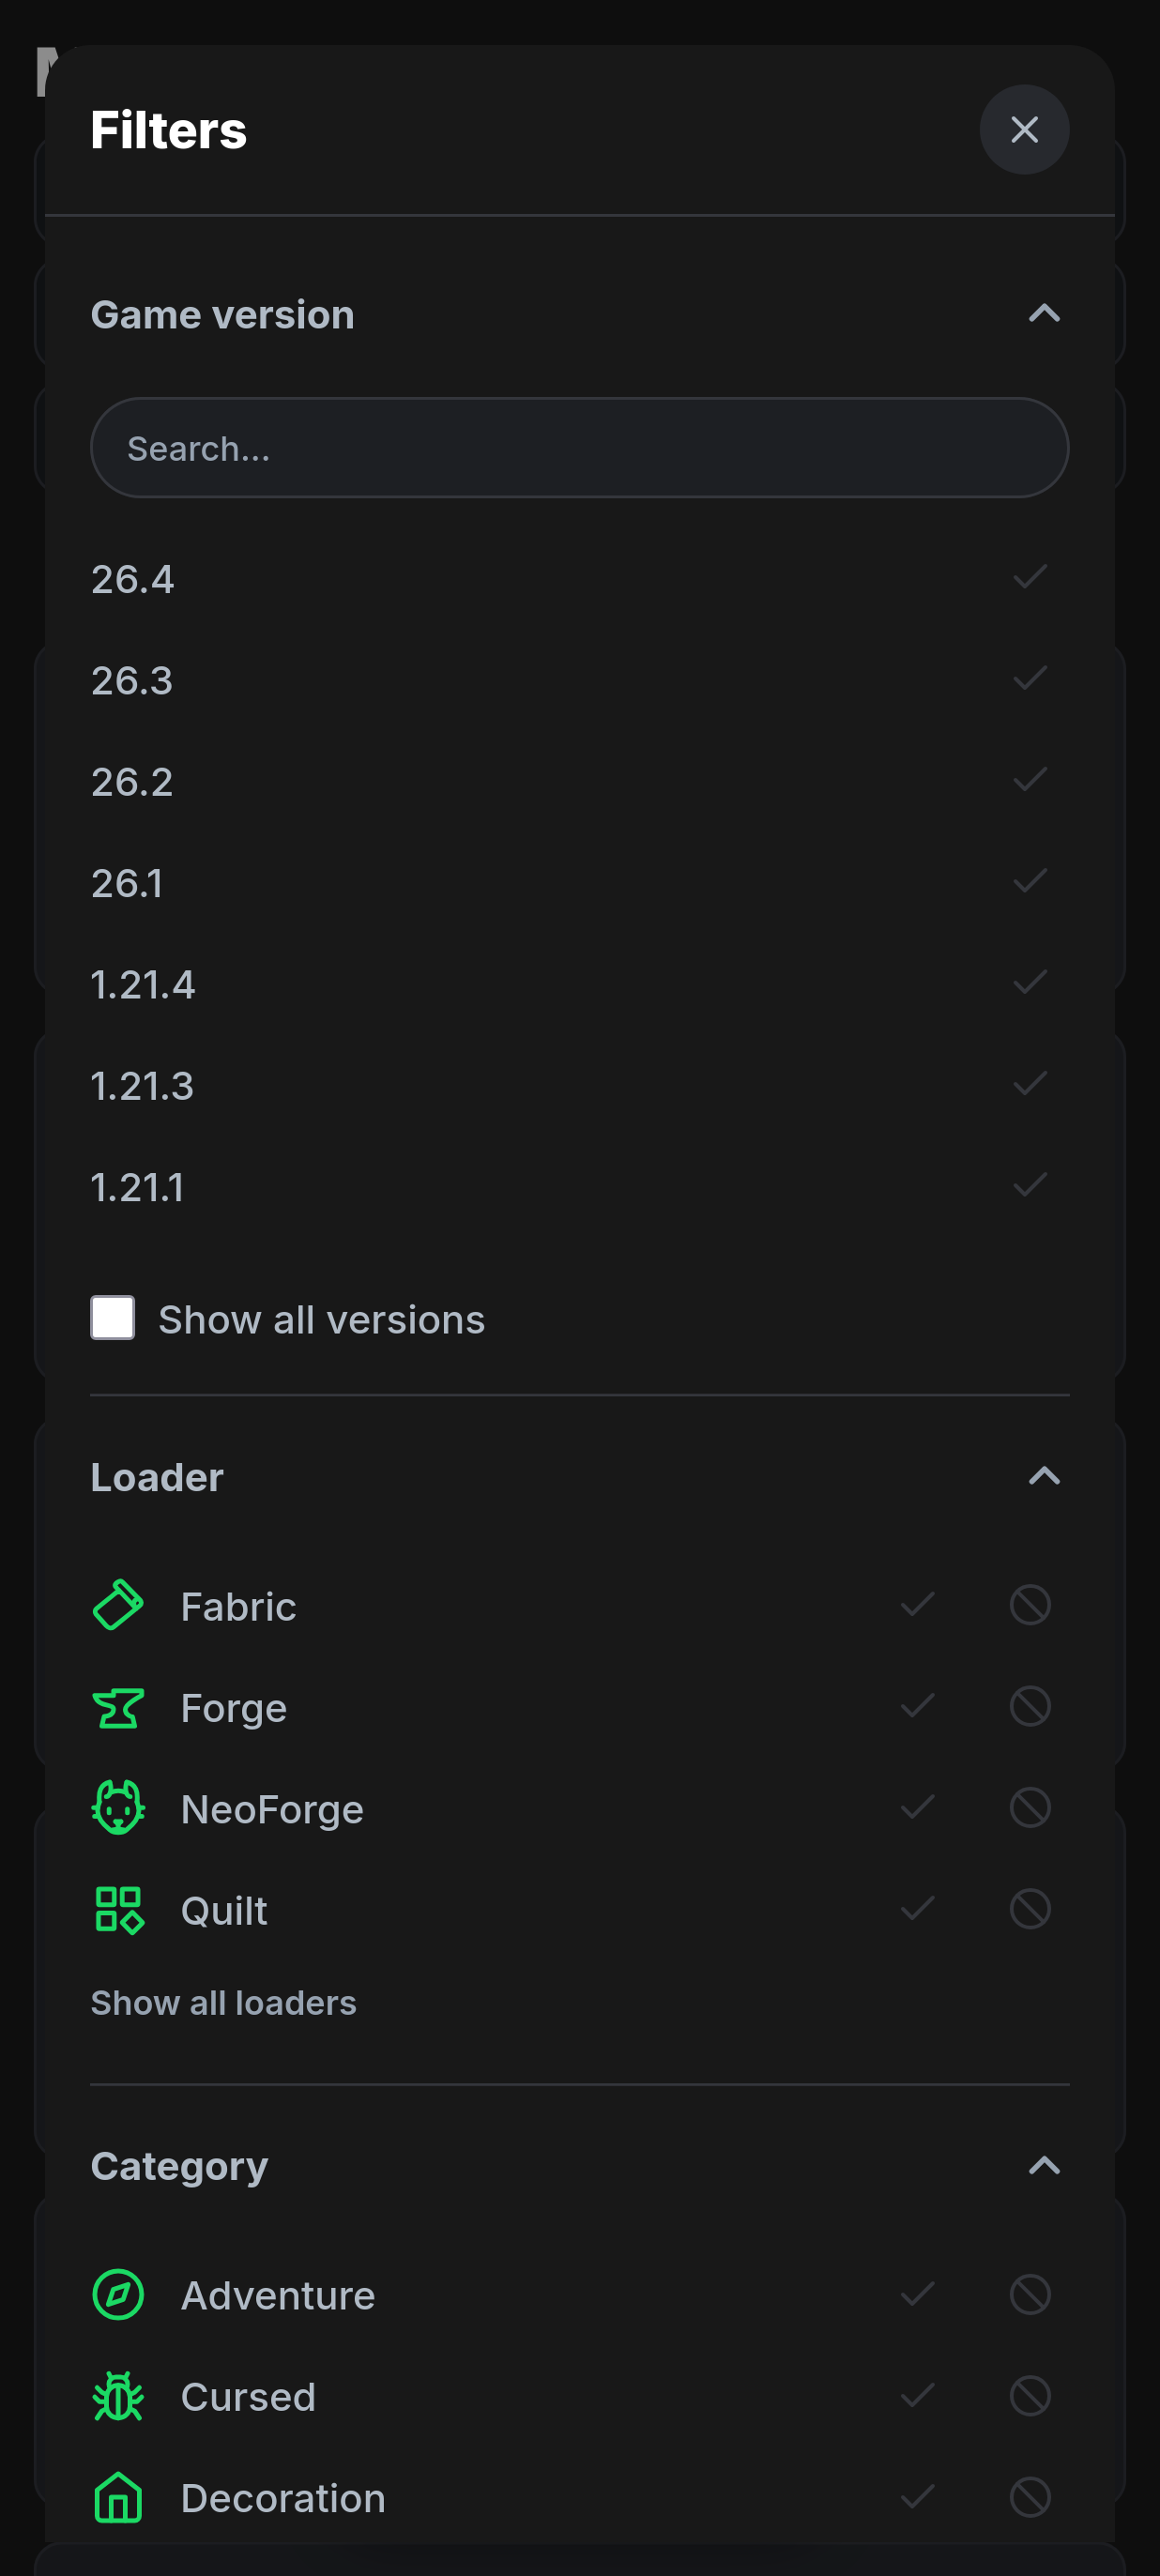 Filters
Game version
Search...
26.4
26.3
26.2
26.1
1.21.4
1.21.3
1.21.1
Show all versions
Loader
Fabric
Forge
NeoForge
Quilt
Show all loaders
Category
Adventure
Cursed
Decoration